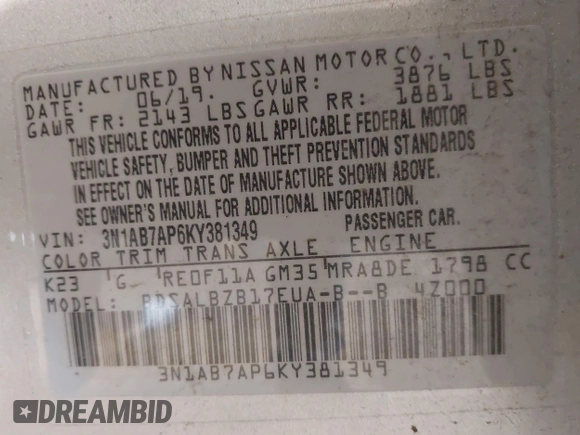 MANUFACTURED BY NISSAN MOTOR CO., LTD.
DATE: 06/19. GVWR: 3876 LBS
GAWR FR: 2143 LBS GAWR RR: 1881 LBS
THIS VEHICLE CONFORMS TO ALL APPLICABLE FEDERAL MOTOR
VEHICLE SAFETY, BUMPER AND THEFT PREVENTION STANDARDS
IN EFFECT ON THE DATE OF MANUFACTURE SHOWN ABOVE.
SEE OWNER'S MANUAL FOR ADDITIONAL INFORMATION.
VIN: 3N1AB7AP6KY381349 PASSENGER CAR.
COLOR TRIM TRANS AXLE ENGINE
K23 G RE0F11A GM35 MRA8DE 1798 CC
MODEL: BDSALBZB17EUA-B--B 4Z000
3N1AB7AP6KY381349
DREAMBID